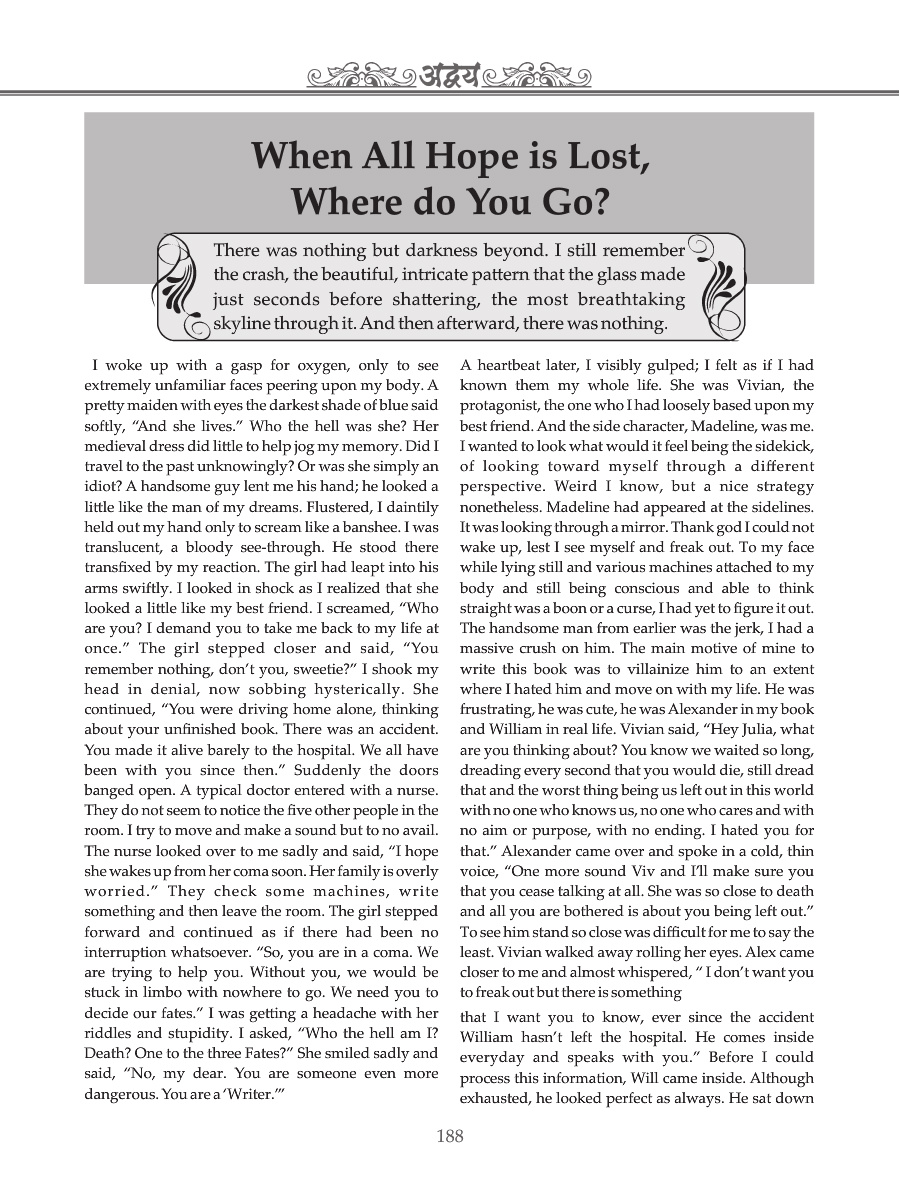 अद्वयं
When All Hope is Lost,
Where do You Go?
There was nothing but darkness beyond. I still remember
the crash, the beautiful, intricate pattern that the glass made
just seconds before shattering, the most breathtaking
skyline through it. And then afterward, there was nothing.
I woke up with a gasp for oxygen, only to see
extremely unfamiliar faces peering upon my body. A
pretty maiden with eyes the darkest shade of blue said
softly, “And she lives.” Who the hell was she? Her
medieval dress did little to help jog my memory. Did I
travel to the past unknowingly? Or was she simply an
idiot? A handsome guy lent me his hand; he looked a
little like the man of my dreams. Flustered, I daintily
held out my hand only to scream like a banshee. I was
translucent, a bloody see-through. He stood there
transfixed by my reaction. The girl had leapt into his
arms swiftly. I looked in shock as I realized that she
looked a little like my best friend. I screamed, “Who
are you? I demand you to take me back to my life at
once.” The girl stepped closer and said, “You
remember nothing, don’t you, sweetie?” I shook my
head in denial, now sobbing hysterically. She
continued, “You were driving home alone, thinking
about your unfinished book. There was an accident.
You made it alive barely to the hospital. We all have
been with you since then.” Suddenly the doors
banged open. A typical doctor entered with a nurse.
They do not seem to notice the five other people in the
room. I try to move and make a sound but to no avail.
The nurse looked over to me sadly and said, “I hope
she wakes up from her coma soon. Her family is overly
worried.” They check some machines, write
something and then leave the room. The girl stepped
forward and continued as if there had been no
interruption whatsoever. “So, you are in a coma. We
are trying to help you. Without you, we would be
stuck in limbo with nowhere to go. We need you to
decide our fates.” I was getting a headache with her
riddles and stupidity. I asked, “Who the hell am I?
Death? One to the three Fates?” She smiled sadly and
said, “No, my dear. You are someone even more
dangerous. You are a ‘Writer.’”
A heartbeat later, I visibly gulped; I felt as if I had
known them my whole life. She was Vivian, the
protagonist, the one who I had loosely based upon my
best friend. And the side character, Madeline, was me.
I wanted to look what would it feel being the sidekick,
of looking toward myself through a different
perspective. Weird I know, but a nice strategy
nonetheless. Madeline had appeared at the sidelines.
It was looking through a mirror. Thank god I could not
wake up, lest I see myself and freak out. To my face
while lying still and various machines attached to my
body and still being conscious and able to think
straight was a boon or a curse, I had yet to figure it out.
The handsome man from earlier was the jerk, I had a
massive crush on him. The main motive of mine to
write this book was to villainize him to an extent
where I hated him and move on with my life. He was
frustrating, he was cute, he was Alexander in my book
and William in real life. Vivian said, “Hey Julia, what
are you thinking about? You know we waited so long,
dreading every second that you would die, still dread
that and the worst thing being us left out in this world
with no one who knows us, no one who cares and with
no aim or purpose, with no ending. I hated you for
that.” Alexander came over and spoke in a cold, thin
voice, “One more sound Viv and I’ll make sure you
that you cease talking at all. She was so close to death
and all you are bothered is about you being left out.”
To see him stand so close was difficult for me to say the
least. Vivian walked away rolling her eyes. Alex came
closer to me and almost whispered, “ I don’t want you
to freak out but there is something
that I want you to know, ever since the accident
William hasn’t left the hospital. He comes inside
everyday and speaks with you.” Before I could
process this information, Will came inside. Although
exhausted, he looked perfect as always. He sat down
188